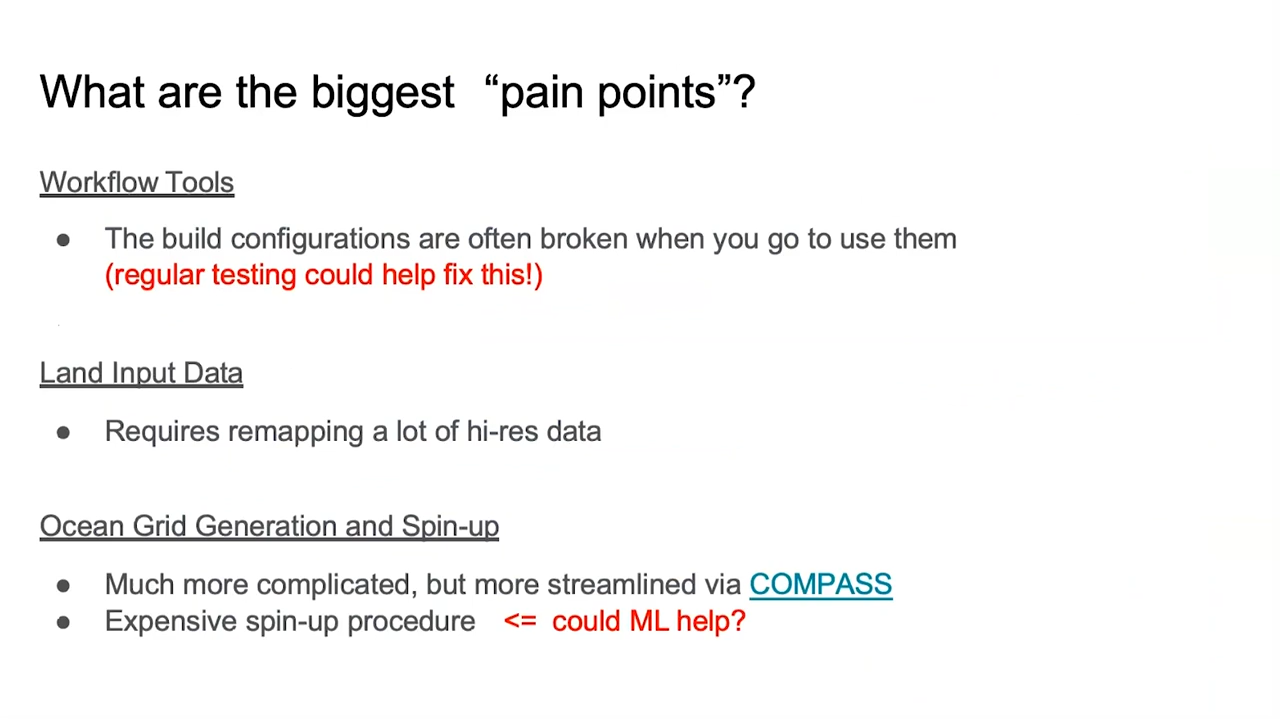 What are the biggest “pain points”?
Workflow Tools
● The build configurations are often broken when you go to use them
(regular testing could help fix this!)
Land Input Data
● Requires remapping a lot of hi-res data
Ocean Grid Generation and Spin-up
● Much more complicated, but more streamlined via COMPASS
● Expensive spin-up procedure <= could ML help?